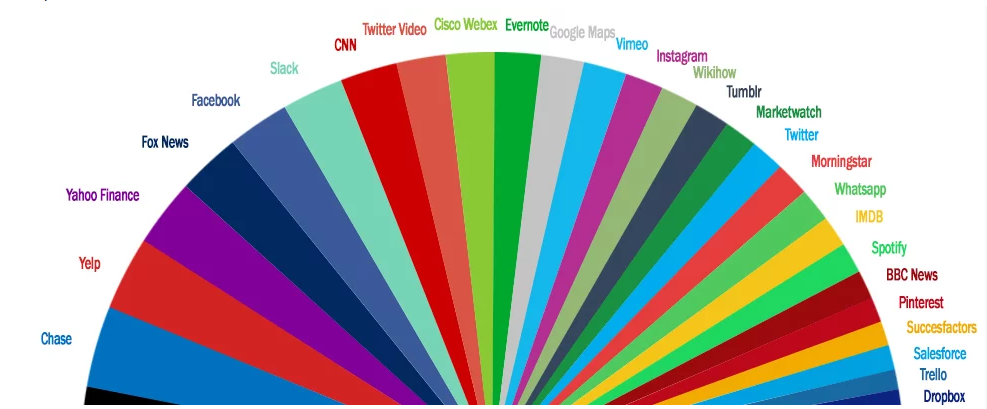 Cisco Webex
Evernote
Twitter Video
Google Maps
CNN
Vimeo
Instagram
Slack
Wikihow
Tumblr
Facebook
Marketwatch
Twitter
Fox News
Morningstar
Whatsapp
Yahoo Finance
IMDB
Spotify
Yelp
BBC News
Pinterest
Succesfactors
Chase
Salesforce
Trello
Dropbox